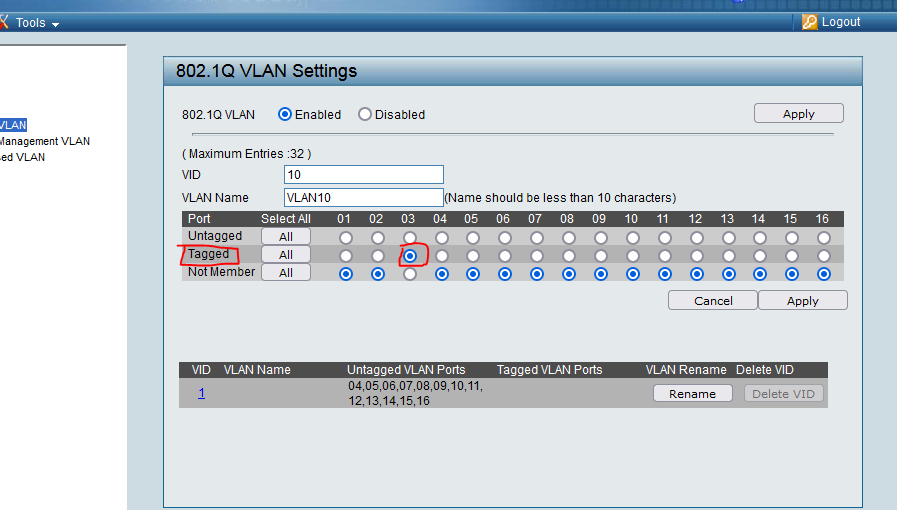 Tools
Logout
VLAN
Management VLAN
802.1Q VLAN Settings
802.1Q VLAN Enabled Disabled Apply
( Maximum Entries :32 )
VID 10
VLAN Name VLAN10 (Name should be less than 10 characters)
Port Select All 01 02 03 04 05 06 07 08 09 10 11 12 13 14 15 16
Untagged All
Tagged All
Not Member All
Cancel Apply
VID VLAN Name Untagged VLAN Ports Tagged VLAN Ports VLAN Rename Delete VID
1 04,05,06,07,08,09,10,11, Rename Delete VID
12,13,14,15,16